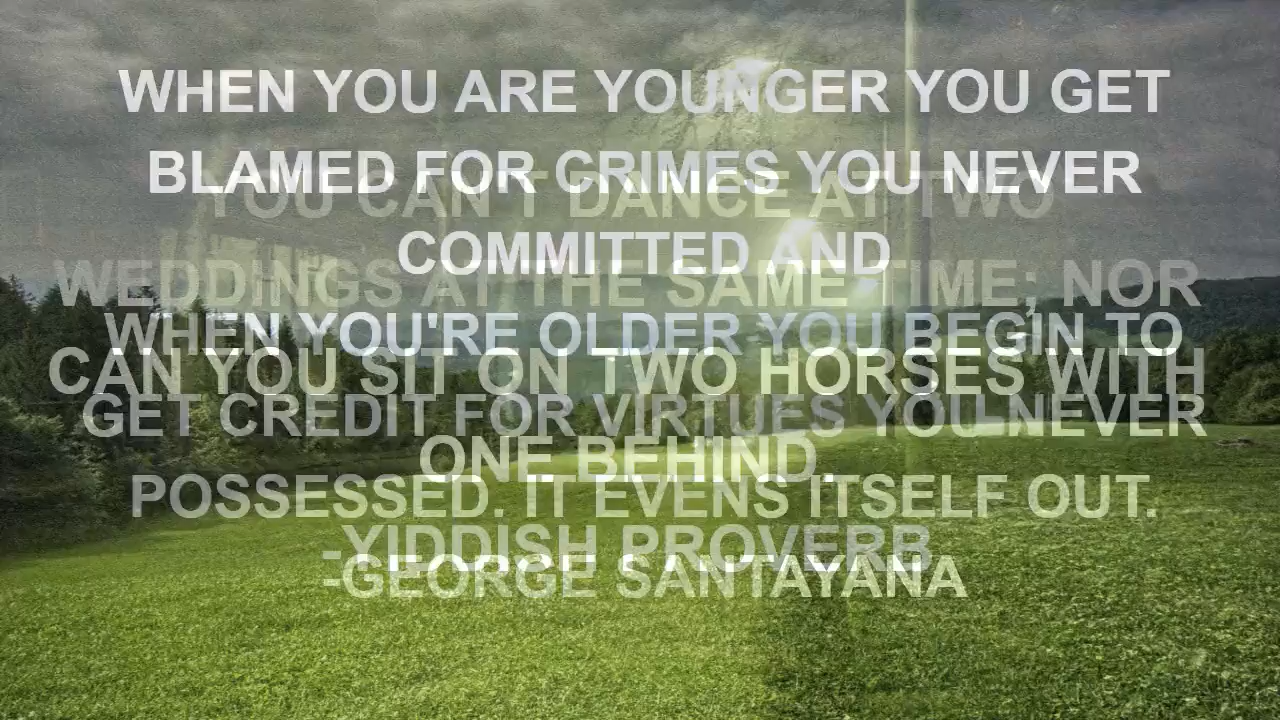 WHEN YOU ARE YOUNGER YOU GET
BLAMED FOR CRIMES YOU NEVER
COMMITTED AND
WHEN YOU'RE OLDER YOU BEGIN TO
GET CREDIT FOR VIRTUES YOU NEVER
POSSESSED. IT EVENS ITSELF OUT.
-GEORGE SANTAYANA
YOU CAN'T DANCE AT TWO
WEDDINGS AT THE SAME TIME; NOR
CAN YOU SIT ON TWO HORSES WITH
ONE BEHIND.
-YIDDISH PROVERB